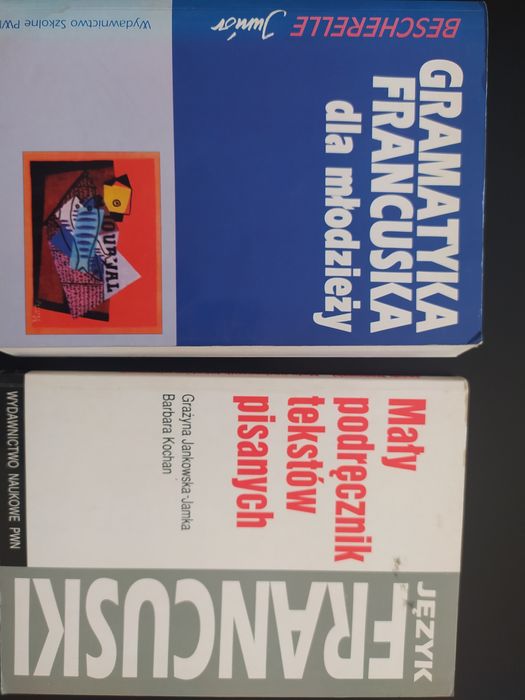 BESCHERELLE Junior
GRAMATYKA
FRANCUSKA
dla młodzieży
JOURNAL
Wydawnictwo Szkolne PW
JĘZYK
FRANCUSKI
Mały
podręcznik
tekstów
pisanych
Grażyna Jankowska-Jamka
Barbara Kochan
WYDAWNICTWO NAUKOWE PWN